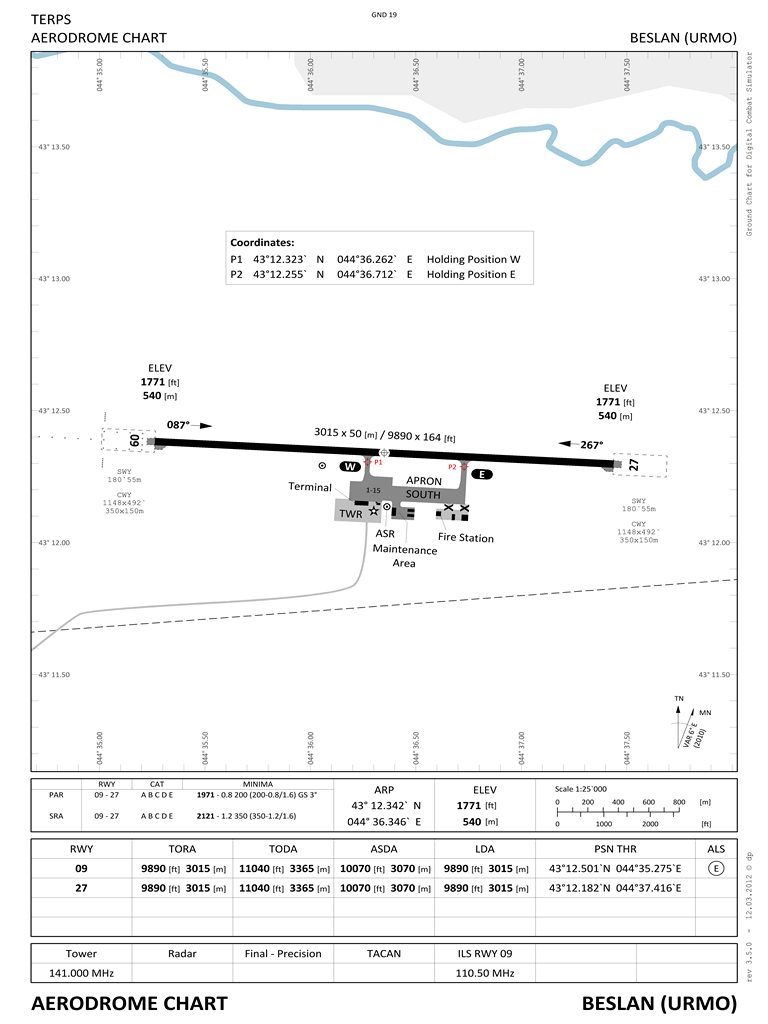 GND 19
TERPS
AERODROME CHART
BESLAN (URMO)
044° 35.00
044° 35.50
044° 36.00
044° 36.50
044° 37.00
044° 37.50
Ground Chart for Digital Combat Simulator
43° 13.50
43° 13.50
Coordinates:
P1 43°12.323` N 044°36.262` E Holding Position W
P2 43°12.255` N 044°36.712` E Holding Position E
43° 13.00
43° 13.00
ELEV
1771 [ft]
540 [m]
ELEV
1771 [ft]
540 [m]
43° 12.50
43° 12.50
087°
3015 x 50 [m] / 9890 x 164 [ft]
267°
09
27
W
P1
P2
E
SWY
180`55m
CWY
1148x492`
350x150m
Terminal
1-15
APRON
SOUTH
TWR
ASR
Maintenance
Area
Fire Station
SWY
180`55m
CWY
1148x492`
350x150m
43° 12.00
43° 12.00
43° 11.50
43° 11.50
TN
MN
VAR 6° E
(2010)
044° 35.00
044° 35.50
044° 36.00
044° 36.50
044° 37.00
044° 37.50
RWY CAT MINIMA
PAR 09 - 27 A B C D E 1971 - 0.8 200 (200-0.8/1.6) GS 3°
SRA 09 - 27 A B C D E 2121 - 1.2 350 (350-1.2/1.6)
ARP
43° 12.342` N
044° 36.346` E
ELEV
1771 [ft]
540 [m]
Scale 1:25`000
0 200 400 600 800 [m]
0 1000 2000 [ft]
RWY TORA TODA ASDA LDA PSN THR ALS
09 9890 [ft] 3015 [m] 11040 [ft] 3365 [m] 10070 [ft] 3070 [m] 9890 [ft] 3015 [m] 43°12.501`N 044°35.275`E E
27 9890 [ft] 3015 [m] 11040 [ft] 3365 [m] 10070 [ft] 3070 [m] 9890 [ft] 3015 [m] 43°12.182`N 044°37.416`E
Tower Radar Final - Precision TACAN ILS RWY 09
141.000 MHz 110.50 MHz
rev 3.5.0 - 12.03.2012 © dp
AERODROME CHART
BESLAN (URMO)